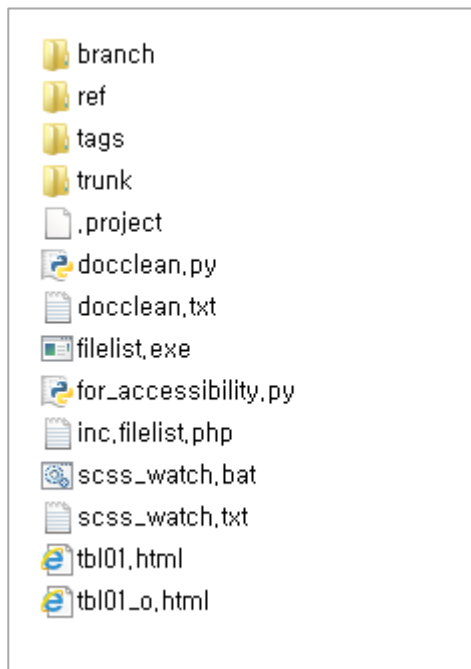 branch
ref
tags
trunk
.project
docclean.py
docclean.txt
filelist.exe
for_accessibility.py
inc.filelist.php
scss_watch.bat
scss_watch.txt
tbl01.html
tbl01_o.html